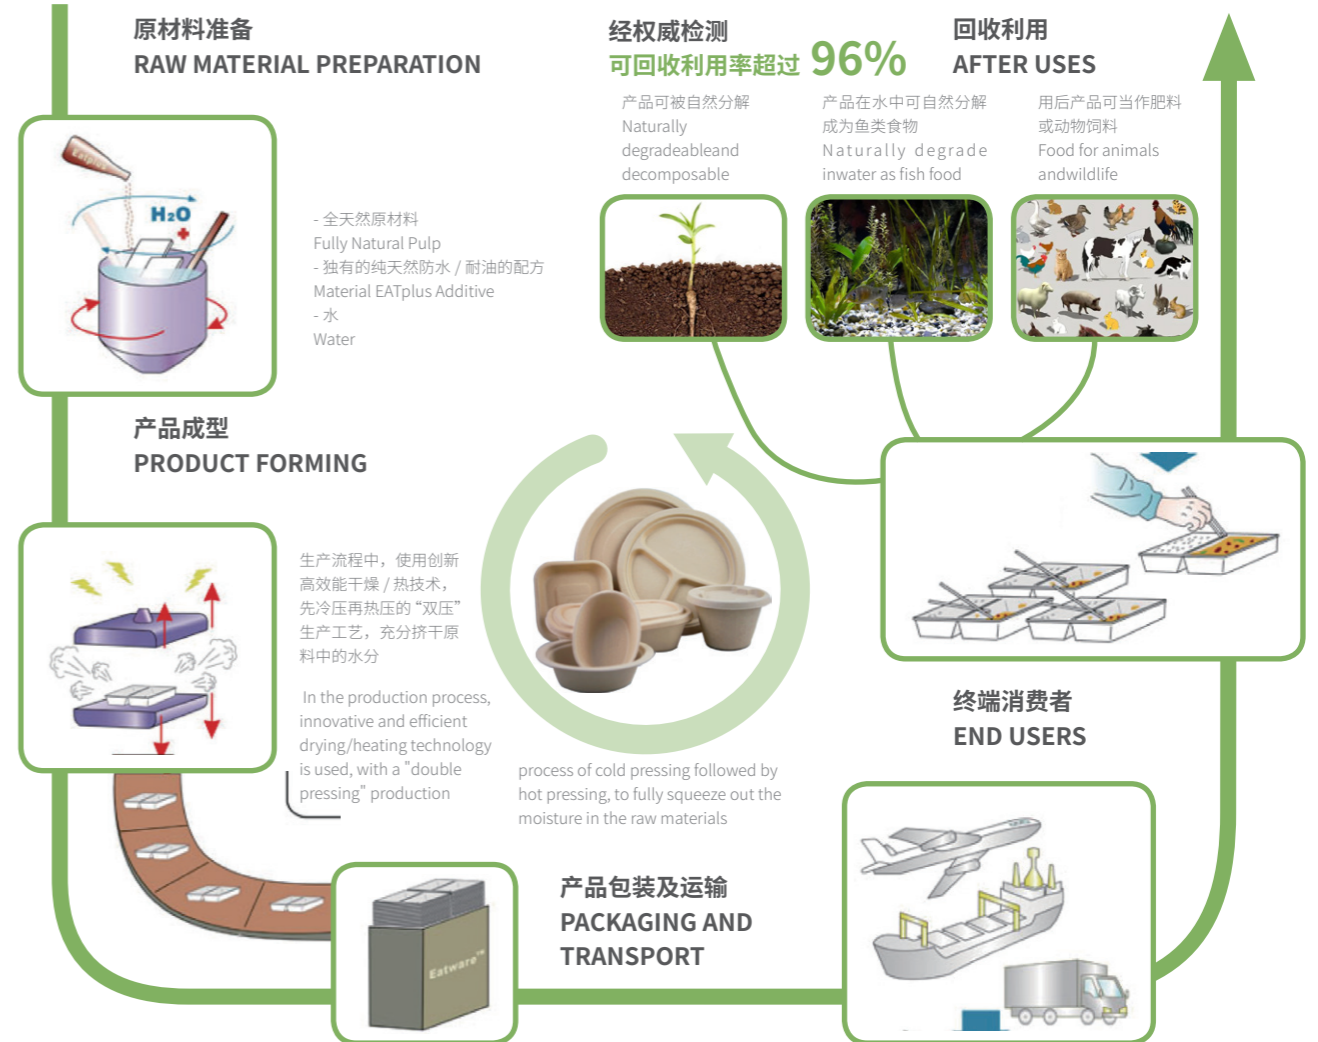 原材料准备
RAW MATERIAL PREPARATION
Eatplus
H₂O
- 全天然原材料
Fully Natural Pulp
- 独有的纯天然防水 / 耐油的配方
Material EATplus Additive
- 水
Water
产品成型
PRODUCT FORMING
生产流程中，使用创新
高效能干燥 / 热技术，
先冷压再热压的 “双压”
生产工艺，充分挤干原
料中的水分
In the production process,
innovative and efficient
drying/heating technology
is used, with a "double
pressing" production
process of cold pressing followed by
hot pressing, to fully squeeze out the
moisture in the raw materials
产品包装及运输
PACKAGING AND
TRANSPORT
Eatware™
终端消费者
END USERS
经权威检测
可回收利用率超过 96%
回收利用
AFTER USES
产品可被自然分解
Naturally
degradeableand
decomposable
产品在水中可自然分解
成为鱼类食物
Naturally degrade
inwater as fish food
用后产品可当作肥料
或动物饲料
Food for animals
andwildlife